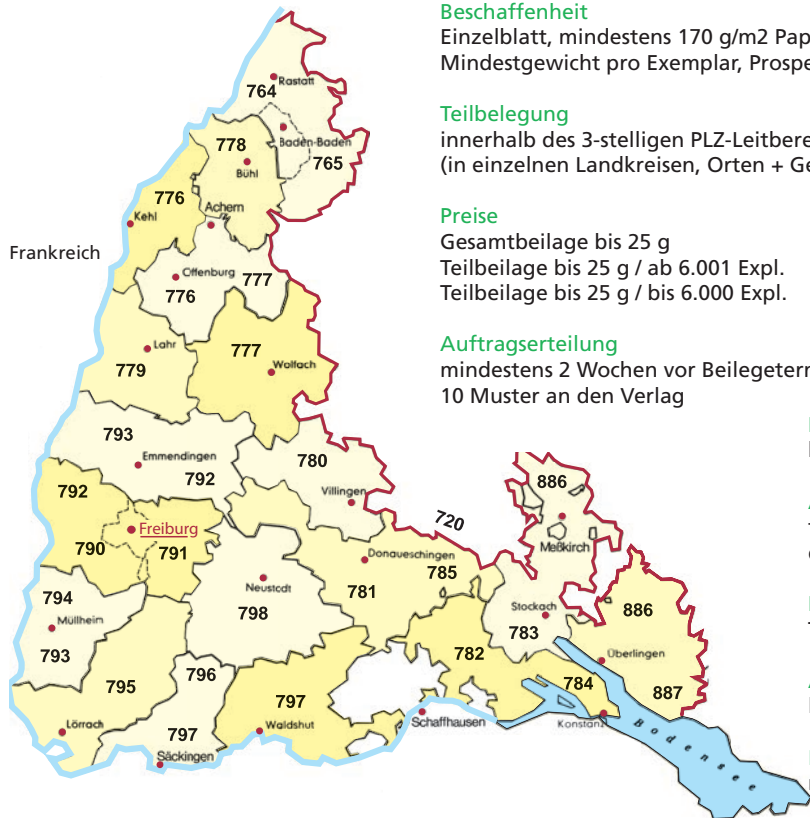 Beschaffenheit
Einzelblatt, mindestens 170 g/m2 Pap
Mindestgewicht pro Exemplar, Prospe
Teilbelegung
innerhalb des 3-stelligen PLZ-Leitbere
(in einzelnen Landkreisen, Orten + Ge
Preise
Gesamtbeilage bis 25 g
Teilbeilage bis 25 g / ab 6.001 Expl.
Teilbeilage bis 25 g / bis 6.000 Expl.
Auftragserteilung
mindestens 2 Wochen vor Beilegeterm
10 Muster an den Verlag
Rastatt
764
Baden-Baden
765
778
Bühl
776
Kehl
Achern
Frankreich
Offenburg
776
777
Lahr
779
777
Wolfach
793
Emmendingen
792
780
Villingen
720
886
Meßkirch
792
Freiburg
790
791
Donaueschingen
785
781
Neustadt
798
794
Müllheim
793
Stockach
783
886
Überlingen
887
782
784
Konstanz
795
796
797
797
Lörrach
Säckingen
Waldshut
Schaffhausen
Bodensee